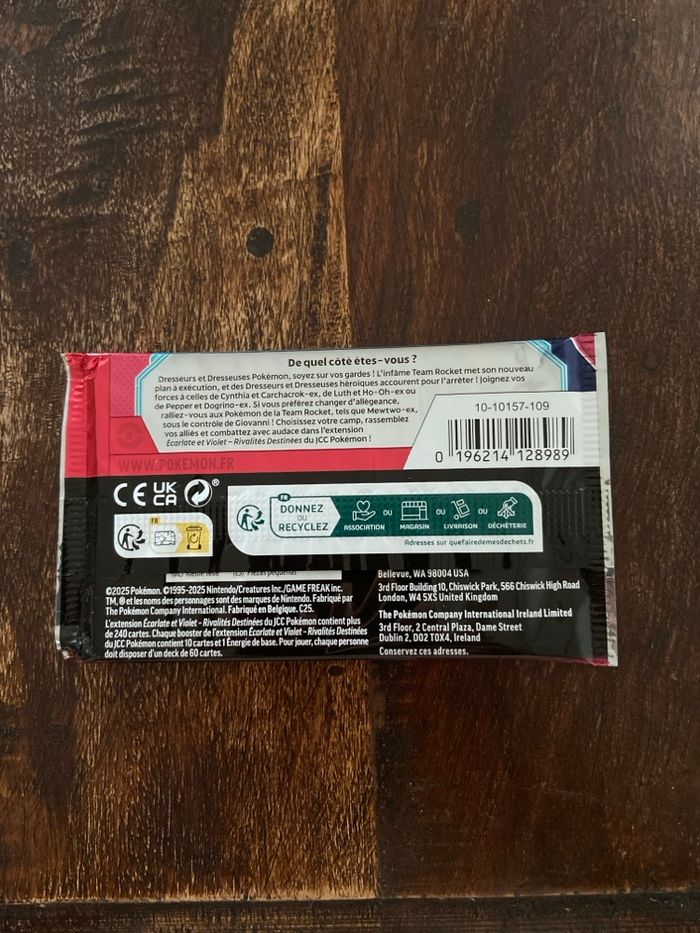 De quel côté êtes-vous ?
Dresseurs et Dresseuses Pokémon, soyez sur vos gardes ! L'infâme Team Rocket met son nouveau
plan à exécution, et des Dresseurs et Dresseuses héroïques accourent pour l'arrêter ! Joignez vos
forces à celles de Cynthia et Carchacrok-ex, de Luth et Ho-Oh-ex ou
de Pepper et Dogrino-ex. Si vous préférez changer d'allégeance,
ralliez-vous aux Pokémon de la Team Rocket, tels que Mewtwo-ex,
sous le contrôle de Giovanni ! Choisissez votre camp, rassemblez
vos alliés et combattez avec audace dans l'extension
Écarlate et Violet – Rivalités Destinées du JCC Pokémon !
WWW.POKEMON.FR
10-10157-109
0 196214 128989
CE UK CA ®
FR
FR
DONNEZ
OU
RECYCLEZ
ASSOCIATION OU MAGASIN OU LIVRAISON OU DÉCHÈTERIE
Adresses sur quefairedemesdechets.fr
©2025 Pokémon. ©1995-2025 Nintendo/Creatures Inc./GAME FREAK inc.
TM, ® et les noms des personnages sont des marques de Nintendo. Fabriqué par
The Pokémon Company International. Fabriqué en Belgique. C25.
L'extension Écarlate et Violet – Rivalités Destinées du JCC Pokémon contient plus
de 240 cartes. Chaque booster de l'extension Écarlate et Violet – Rivalités Destinées
du JCC Pokémon contient 10 cartes et 1 Énergie de base. Pour jouer, chaque personne
doit disposer d'un deck de 60 cartes.
Bellevue, WA 98004 USA
3rd Floor Building 10, Chiswick Park, 566 Chiswick High Road
London, W4 5XS United Kingdom
The Pokémon Company International Ireland Limited
3rd Floor, 2 Central Plaza, Dame Street
Dublin 2, D02 T0X4, Ireland
Conservez ces adresses.